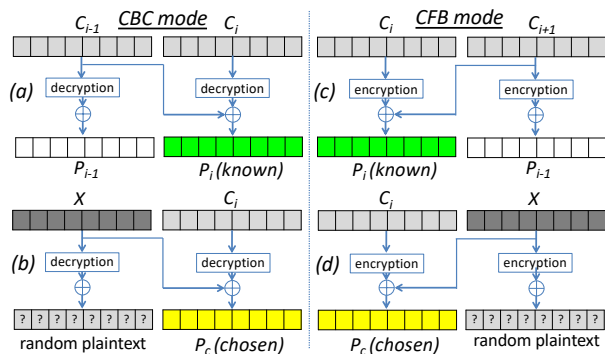 CBC mode
C_{i-1} C_i
(a) decryption decryption
P_{i-1} P_i (known)
X C_i
(b) decryption decryption
? ? ? ? ? ? ? ?
random plaintext P_c (chosen)
CFB mode
C_i C_{i+1}
(c) encryption encryption
P_i (known) P_{i-1}
C_i X
(d) encryption encryption
? ? ? ? ? ? ? ?
P_c (chosen) random plaintext